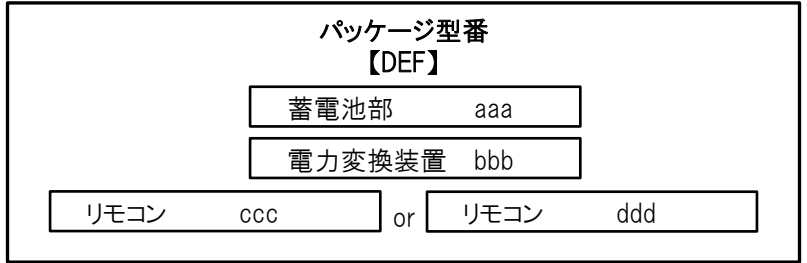 パッケージ型番
【DEF】
蓄電池部 aaa
電力変換装置 bbb
リモコン ccc or リモコン ddd